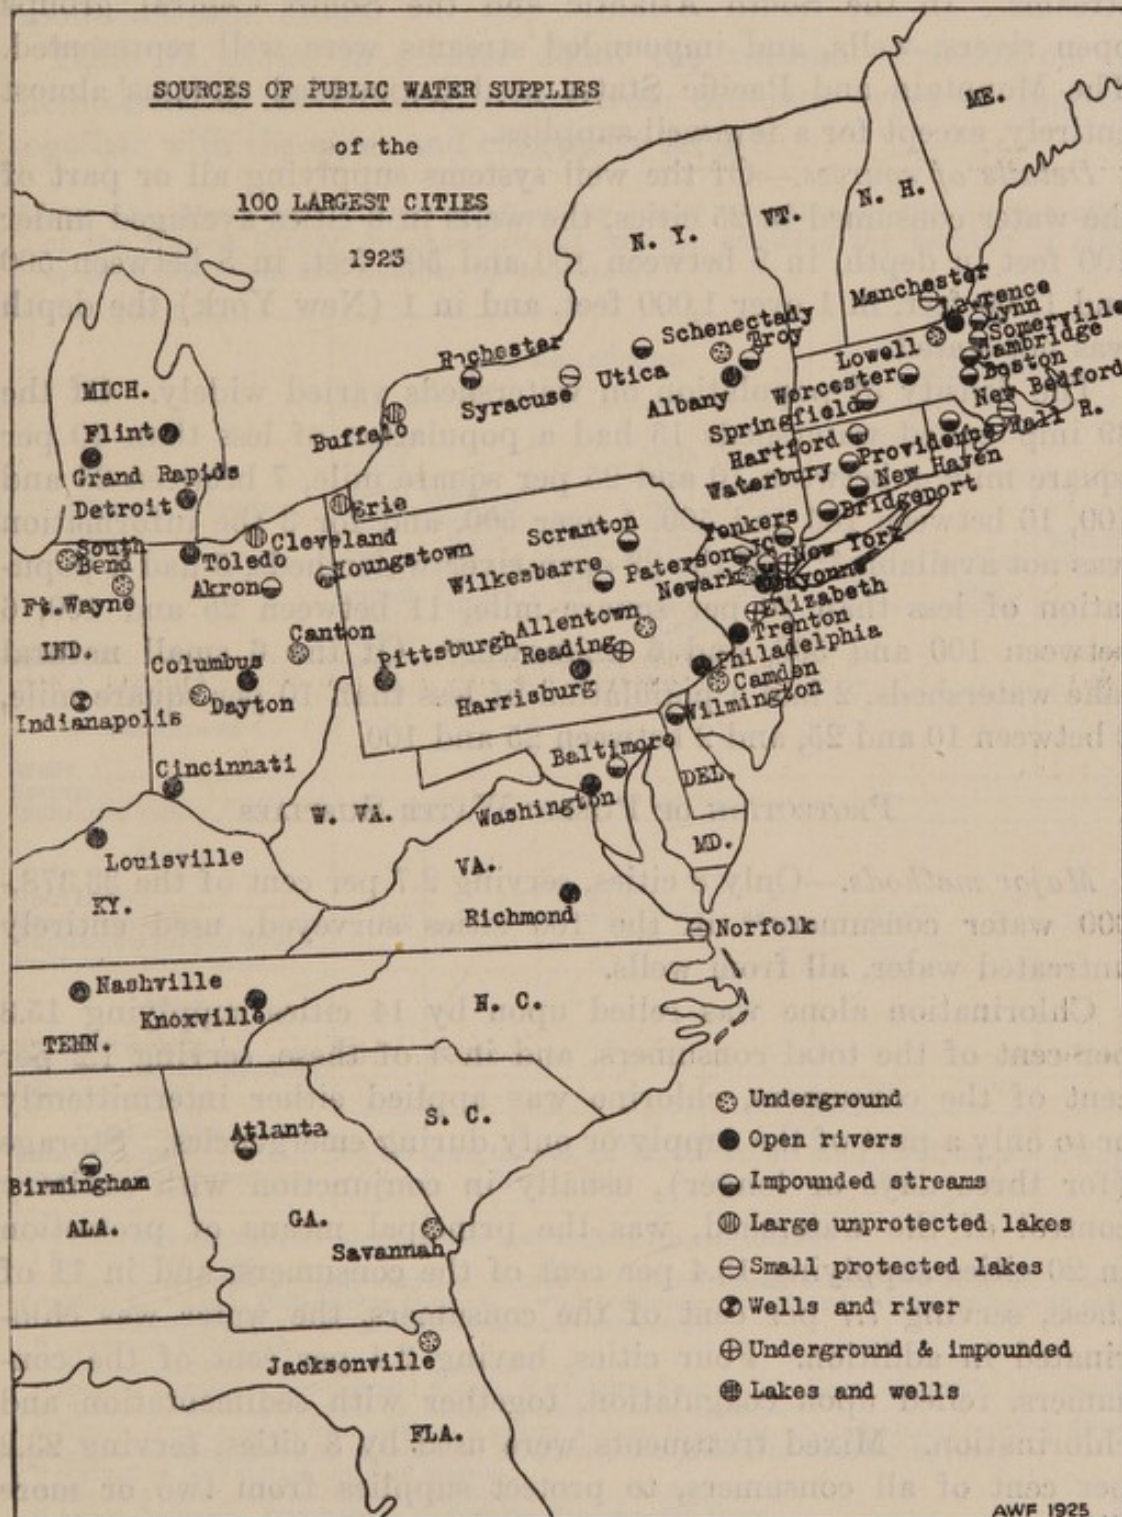 SOURCES OF PUBLIC WATER SUPPLIES
of the
100 LARGEST CITIES
1923
ME.
N. H.
VT.
N. Y.
Manchester
Lawrence
Lynn
Somerville
Cambridge
Boston
Lowell
Worcester
New Bedford
Springfield
Fall R.
Hartford
Providence
Waterbury
New Haven
Bridgeport
Schenectady
Troy
Rochester
Utica
Syracuse
Albany
Buffalo
MICH.
Flint
Grand Rapids
Detroit
Erie
Cleveland
South
Bend
Toledo
Youngstown
Akron
Ft. Wayne
Scranton
Yonkers
Wilkesbarre
Paterson
JC
New York
Newark
Bayonne
Elizabeth
Allentown
Trenton
Canton
IND.
Columbus
Pittsburgh
Reading
Philadelphia
Dayton
Harrisburg
Camden
Indianapolis
Wilmington
Baltimore
Cincinnati
DEL.
W. VA.
Washington
MD.
Louisville
VA.
KY.
Richmond
Norfolk
Nashville
Knoxville
N. C.
TENN.
Underground
Open rivers
Impounded streams
Large unprotected lakes
Small protected lakes
Wells and river
Underground & impounded
Lakes and wells
S. C.
Atlanta
Birmingham
ALA.
GA.
Savannah
Jacksonville
FLA.
AWF 1925